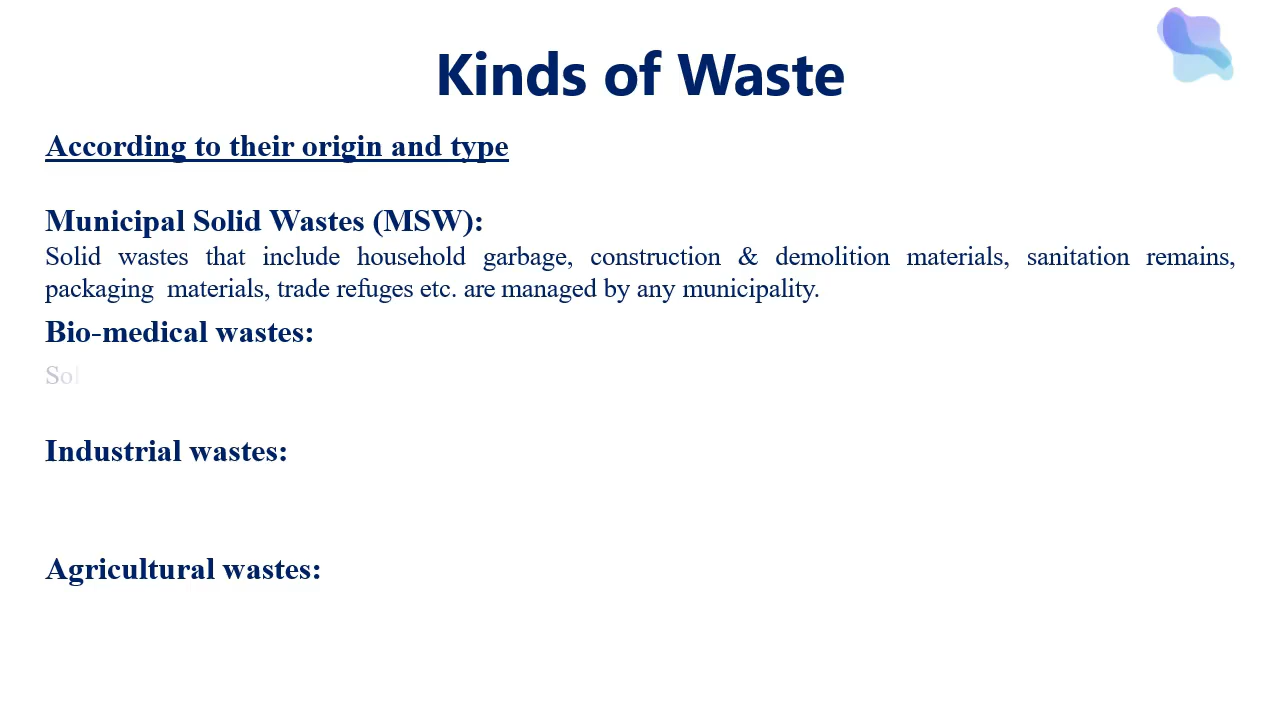 Kinds of Waste
According to their origin and type
Municipal Solid Wastes (MSW):
Solid wastes that include household garbage, construction & demolition materials, sanitation remains,
packaging materials, trade refuges etc. are managed by any municipality.
Bio-medical wastes:
Sol
Industrial wastes:
Agricultural wastes: